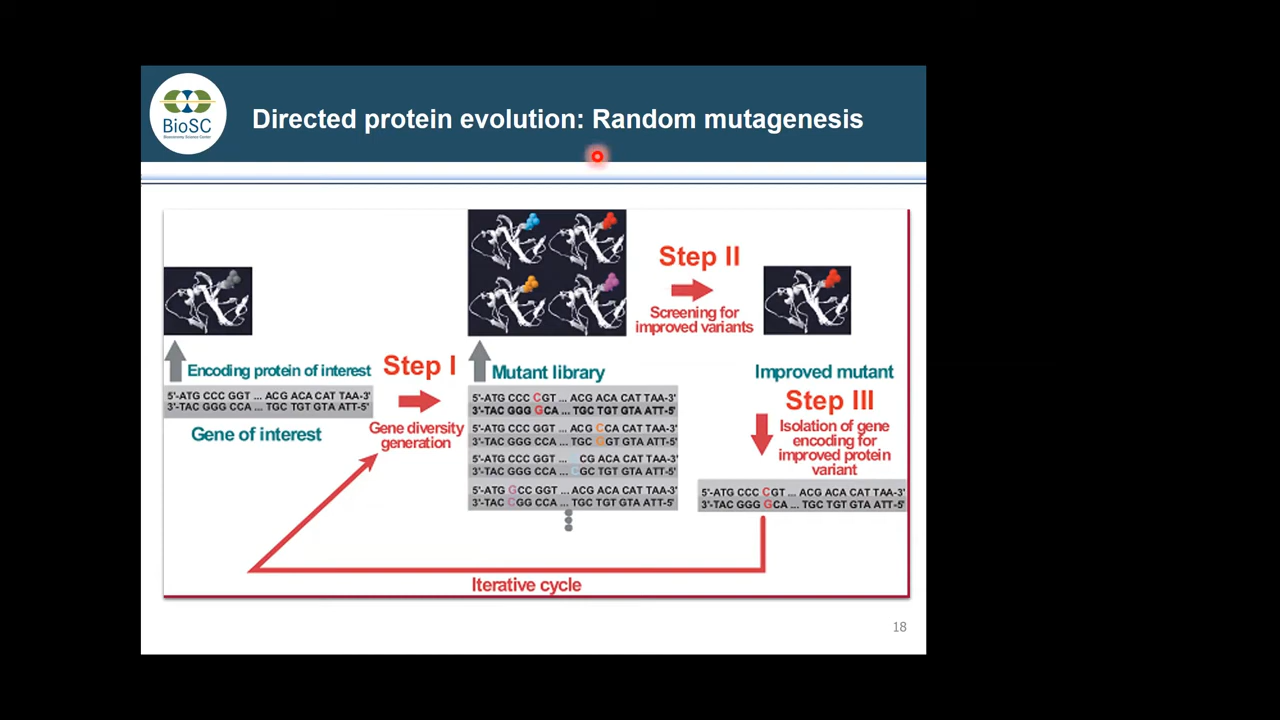 BioSC
Bioeconomy Science Center
Directed protein evolution: Random mutagenesis
Encoding protein of interest
5'-ATG CCC GGT ... ACG ACA CAT TAA-3'
3'-TAC GGG CCA ... TGC TGT GTA ATT-5'
Gene of interest
Step I
Gene diversity
generation
Mutant library
5'-ATG CCC CGT ... ACG ACA CAT TAA-3'
3'-TAC GGG GCA ... TGC TGT GTA ATT-5'
5'-ATG CCC GGT ... ACG CCA CAT TAA-3'
3'-TAC GGG CCA ... TGC GGT GTA ATT-5'
5'-ATG CCC GGT ... CG ACA CAT TAA-3'
3'-TAC GGG CCA ... CGC TGT GTA ATT-5'
5'-ATG GCC GGT ... ACG ACA CAT TAA-3'
3'-TAC CGG CCA ... TGC TGT GTA ATT-5'
Step II
Screening for
improved variants
Improved mutant
Step III
Isolation of gene
encoding for
improved protein
variant
5'-ATG CCC CGT ... ACG ACA CAT TAA-3'
3'-TAC GGG GCA ... TGC TGT GTA ATT-5'
Iterative cycle
18